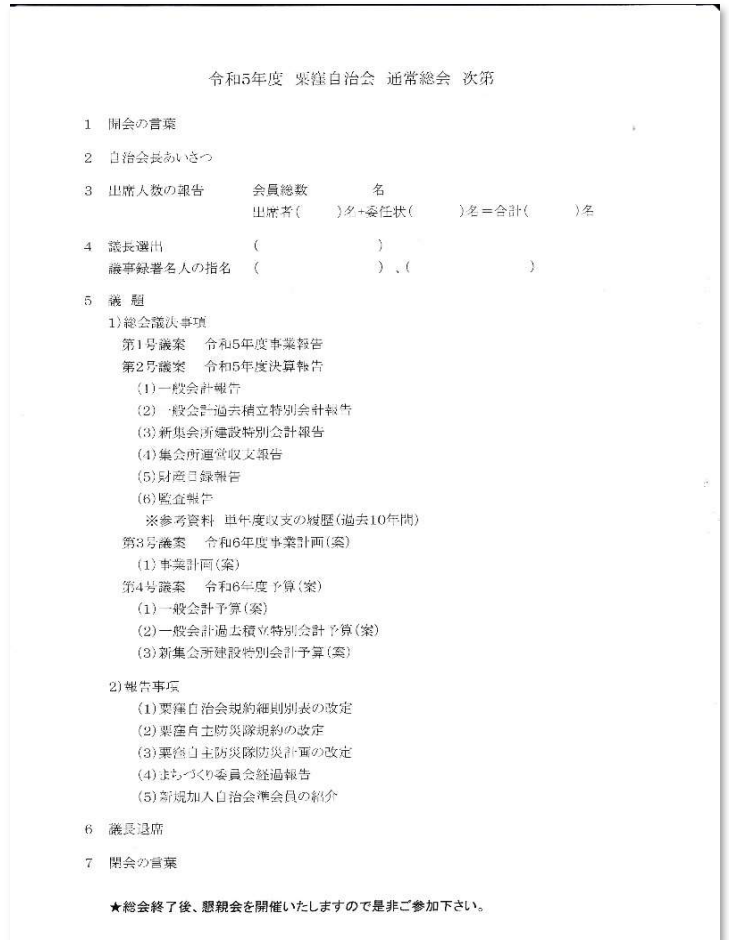 令和5年度 栗窪自治会 通常総会 次第
1 開会の言葉
2 自治会長あいさつ
3 出席人数の報告 会員総数 名
出席者( )名+委任状( )名=合計( )名
4 議長選出 ( )
議事録署名人の指名 ( ) 、( )
5 議 題
1)総会議決事項
第1号議案 令和5年度事業報告
第2号議案 令和5年度決算報告
(1)一般会計報告
(2)一般会計過去積立特別会計報告
(3)新集会所建設特別会計報告
(4)集会所運営収支報告
(5)財産目録報告
(6)監査報告
※参考資料 単年度収支の履歴(過去10年間)
第3号議案 令和6年度事業計画(案)
(1)事業計画(案)
第4号議案 令和6年度予算(案)
(1)一般会計予算(案)
(2)一般会計過去積立特別会計予算(案)
(3)新集会所建設特別会計予算(案)
2)報告事項
(1)栗窪自治会規約細則別表の改定
(2)栗窪自主防災隊規約の改定
(3)栗窪自主防災隊防災計画の改定
(4)まちづくり委員会経過報告
(5)新規加入自治会準会員の紹介
6 議長退席
7 閉会の言葉
★総会終了後、懇親会を開催いたしますので是非ご参加下さい。